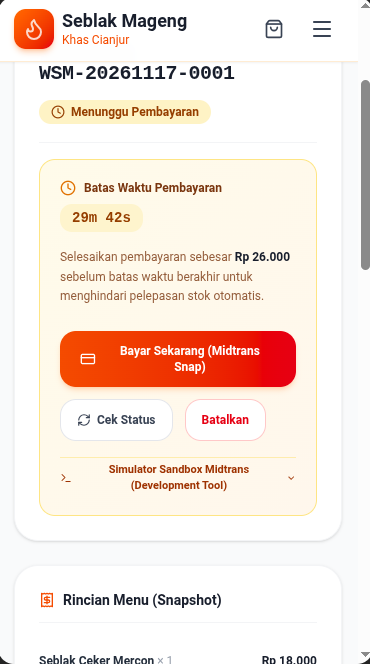 Seblak Mageng
Khas Cianjur
WSM-20261117-0001
Menunggu Pembayaran
Batas Waktu Pembayaran
29m 42s
Selesaikan pembayaran sebesar Rp 26.000
sebelum batas waktu berakhir untuk
menghindari pelepasan stok otomatis.
Bayar Sekarang (Midtrans
Snap)
Cek Status
Batalkan
Simulator Sandbox Midtrans
(Development Tool)
Rincian Menu (Snapshot)
Seblak Ceker Mercon × 1 Rp 18.000